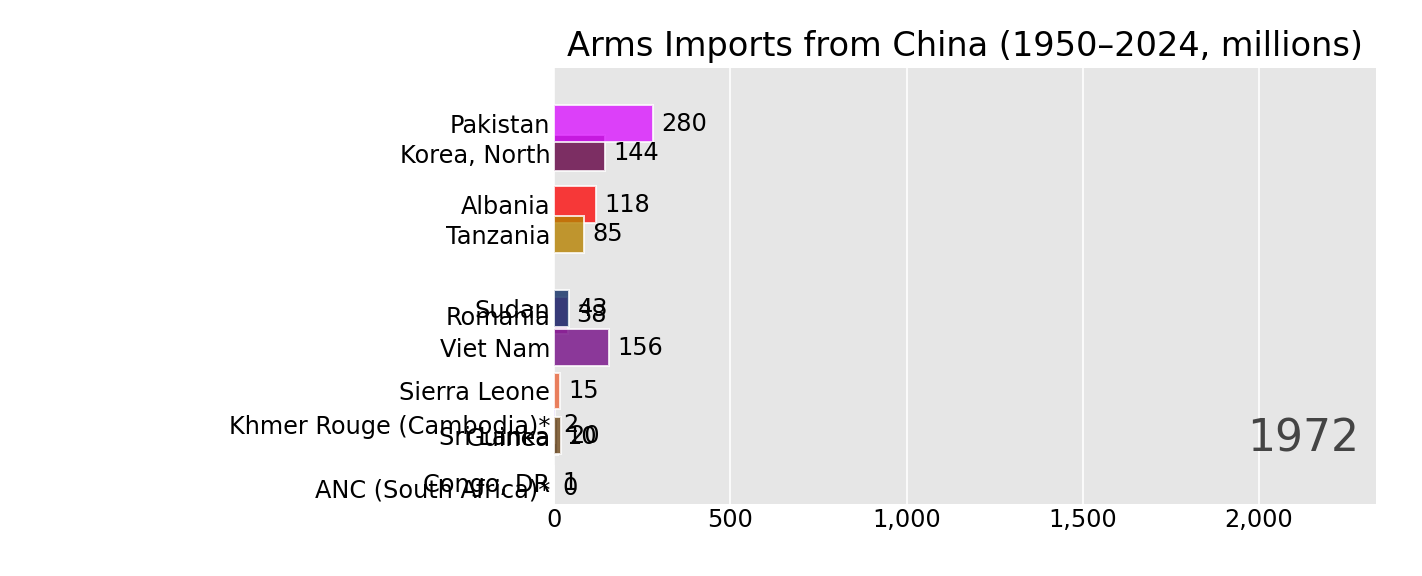 Arms Imports from China (1950–2024, millions)
Pakistan 280
Korea, North 144
Albania 118
Tanzania 85
Sudan 43
Romania 38
Viet Nam 156
Sierra Leone 15
Khmer Rouge (Cambodia)* 2
Sri Lanka 10
Guinea 20
1972
Congo, DR 1
ANC (South Africa)* 0
0 500 1,000 1,500 2,000